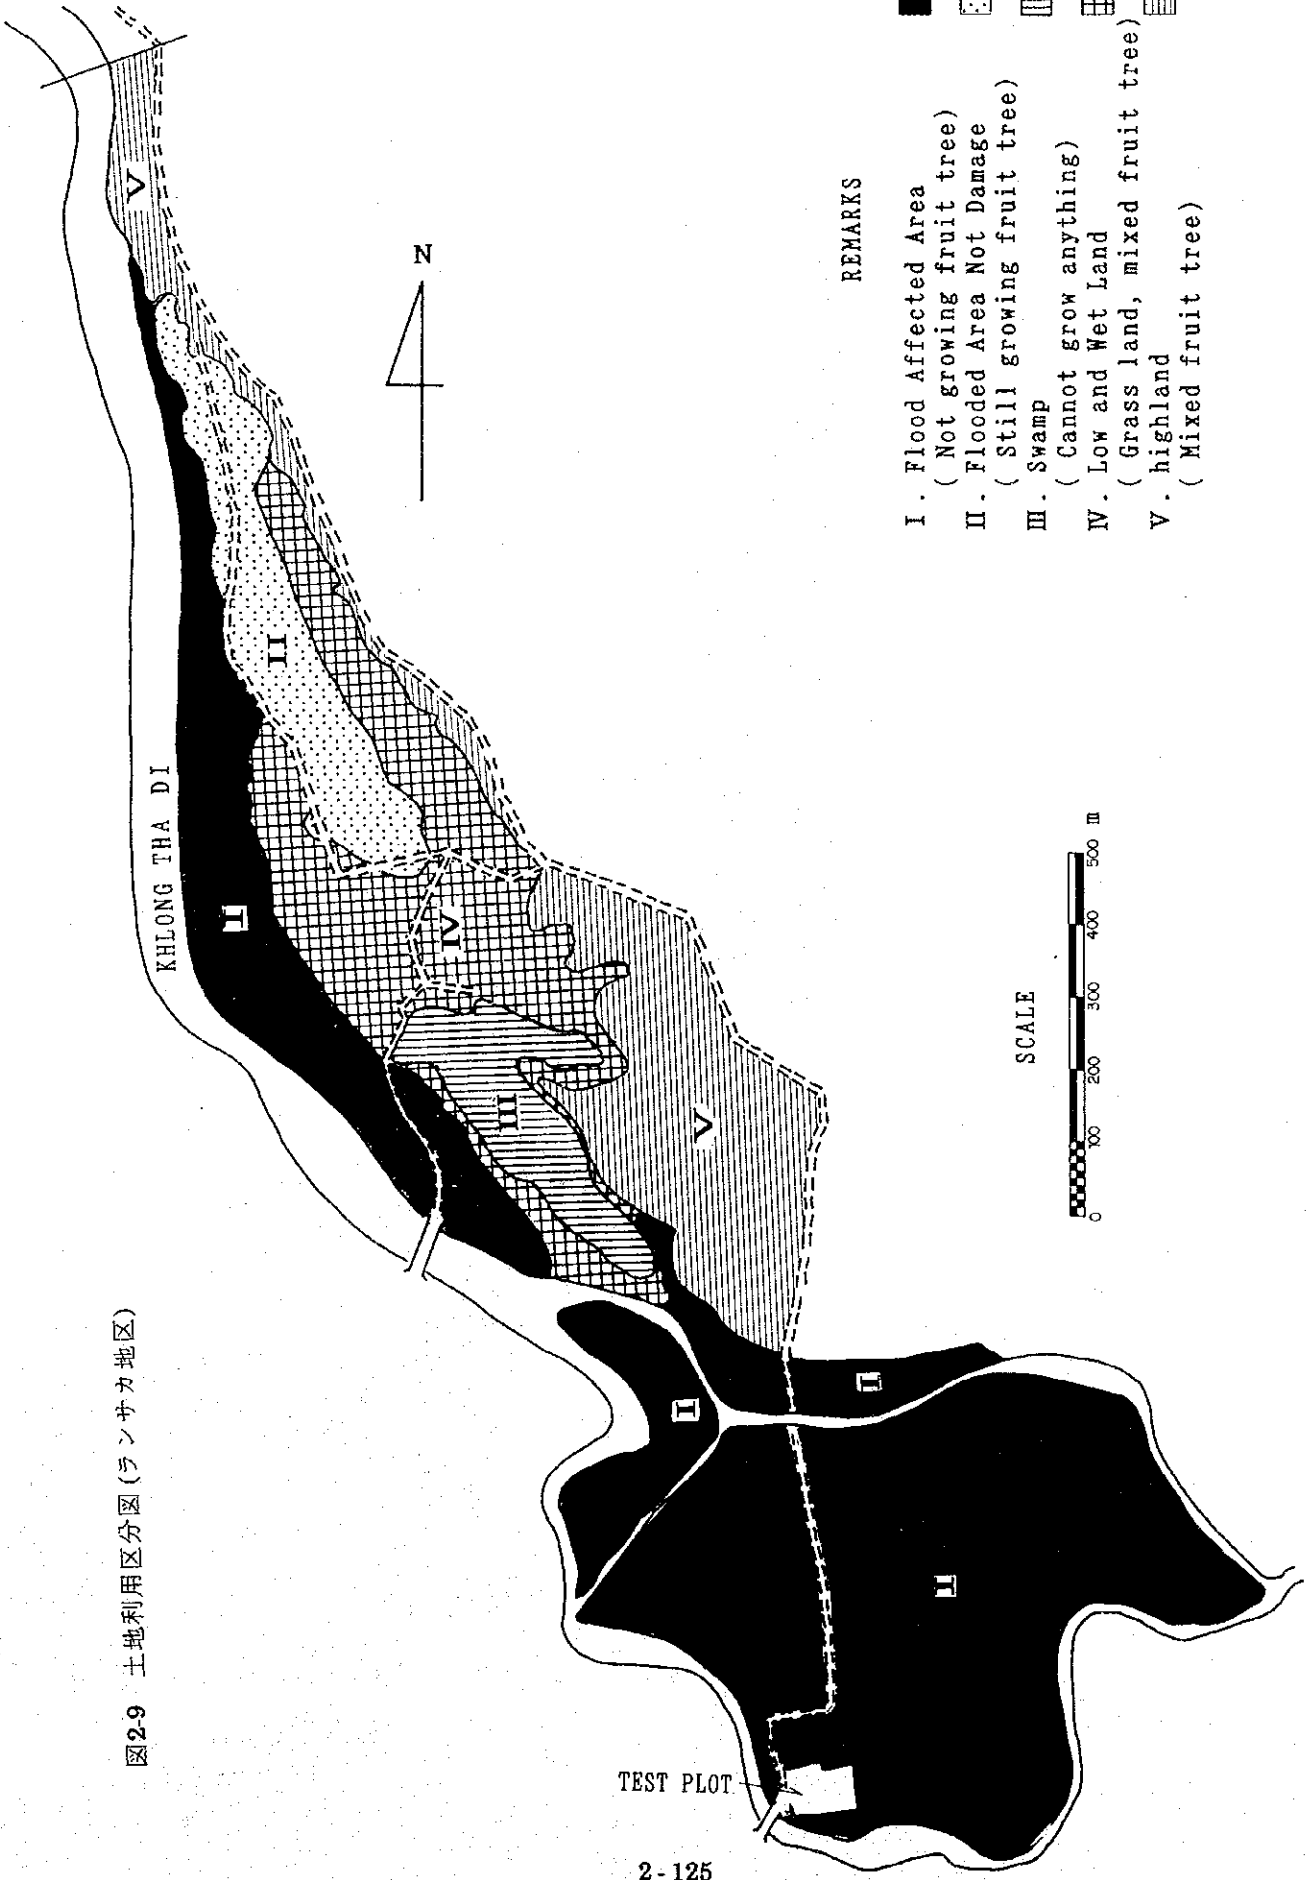 図2-9 土地利用区分図(ランサカ地区)
KHLONG THA DI
N
V
II
I
IV
III
V
I
I
I
TEST PLOT
SCALE
0 100 200 300 400 500 m
REMARKS
I. Flood Affected Area
( Not growing fruit tree)
II. Flooded Area Not Damage
( Still growing fruit tree)
III. Swamp
( Cannot grow anything)
IV. Low and Wet Land
( Grass land, mixed fruit tree)
V. highland
( Mixed fruit tree)
2-125